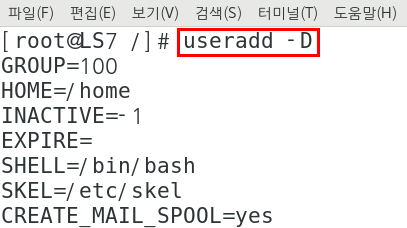 파일(F) 편집(E) 보기(V) 검색(S) 터미널(T) 도움말(H)
[root@LS7 /]# useradd -D
GROUP=100
HOME=/home
INACTIVE=-1
EXPIRE=
SHELL=/bin/bash
SKEL=/etc/skel
CREATE_MAIL_SPOOL=yes